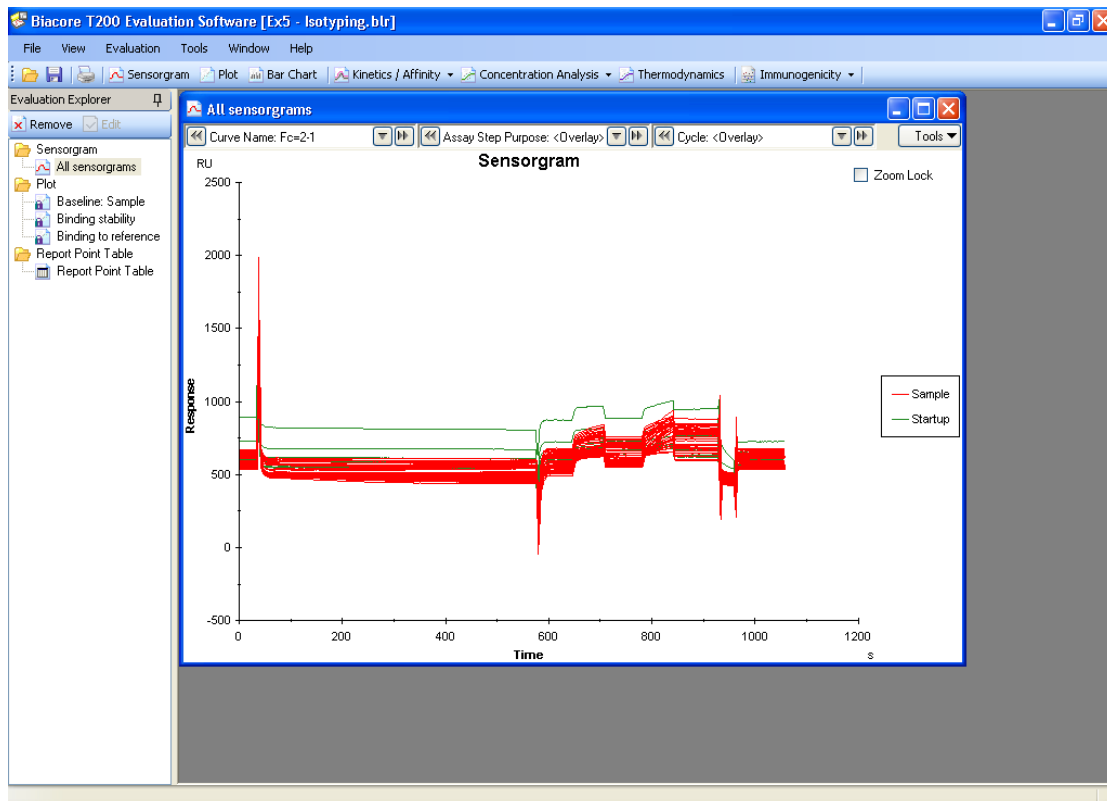 Biacore T200 Evaluation Software [Ex5 - Isotyping.blr]
File View Evaluation Tools Window Help
Sensorgram Plot Bar Chart Kinetics / Affinity Concentration Analysis Thermodynamics Immunogenicity
Evaluation Explorer
Remove Edit
Sensorgram
All sensorgrams
Plot
Baseline: Sample
Binding stability
Binding to reference
Report Point Table
Report Point Table
All sensorgrams
Curve Name: Fc=2-1 Assay Step Purpose: <Overlay> Cycle: <Overlay> Tools
Sensorgram
RU
Zoom Lock
2500
2000
1500
1000
500
0
-500
Response
Sample
Startup
0 200 400 600 800 1000 1200
Time
s